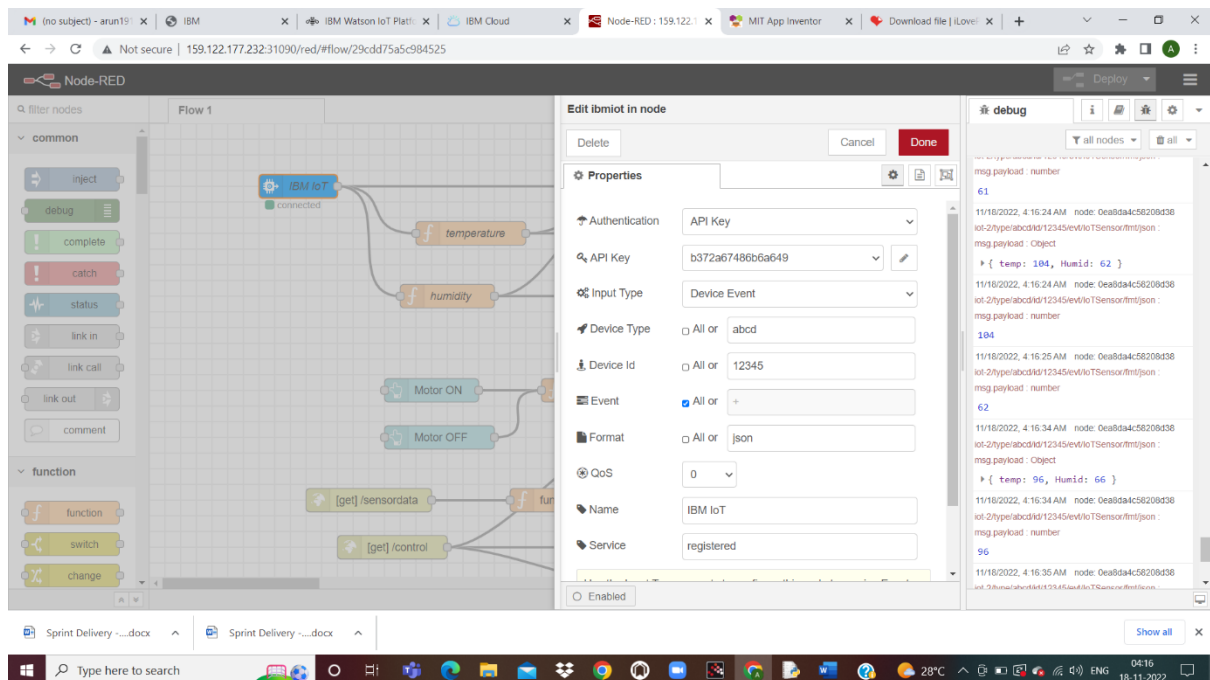 (no subject) - arun191
IBM
IBM Watson IoT Platfo
IBM Cloud
Node-RED : 159.122.1
MIT App Inventor
Download file | iLoveI
Not secure | 159.122.177.232:31090/red/#flow/29cdd75a5c984525
A
Node-RED
Deploy
filter nodes
Flow 1
common
inject
debug
complete
catch
status
link in
link call
link out
comment
function
function
switch
change
IBM IoT
connected
temperature
humidity
Motor ON
Motor OFF
[get] /sensordata
fun
[get] /control
Edit ibmiot in node
Delete
Cancel
Done
Properties
Authentication
API Key
API Key
b372a67486b6a649
Input Type
Device Event
Device Type
All or
abcd
Device Id
All or
12345
Event
All or
+
Format
All or
json
QoS
0
Name
IBM IoT
Service
registered
Enabled
debug
i
all nodes
all
msg.payload : number
61
11/18/2022, 4:16:24 AM node: 0ea8da4c58208d38
iot-2/type/abcd/id/12345/evt/IoTSensor/fmt/json :
msg.payload : Object
{ temp: 104, Humid: 62 }
11/18/2022, 4:16:24 AM node: 0ea8da4c58208d38
iot-2/type/abcd/id/12345/evt/IoTSensor/fmt/json :
msg.payload : number
104
11/18/2022, 4:16:25 AM node: 0ea8da4c58208d38
iot-2/type/abcd/id/12345/evt/IoTSensor/fmt/json :
msg.payload : number
62
11/18/2022, 4:16:34 AM node: 0ea8da4c58208d38
iot-2/type/abcd/id/12345/evt/IoTSensor/fmt/json :
msg.payload : Object
{ temp: 96, Humid: 66 }
11/18/2022, 4:16:34 AM node: 0ea8da4c58208d38
iot-2/type/abcd/id/12345/evt/IoTSensor/fmt/json :
msg.payload : number
96
11/18/2022, 4:16:35 AM node: 0ea8da4c58208d38
Sprint Delivery -....docx
Sprint Delivery -....docx
Show all
Type here to search
28°C
ENG
04:16
18-11-2022